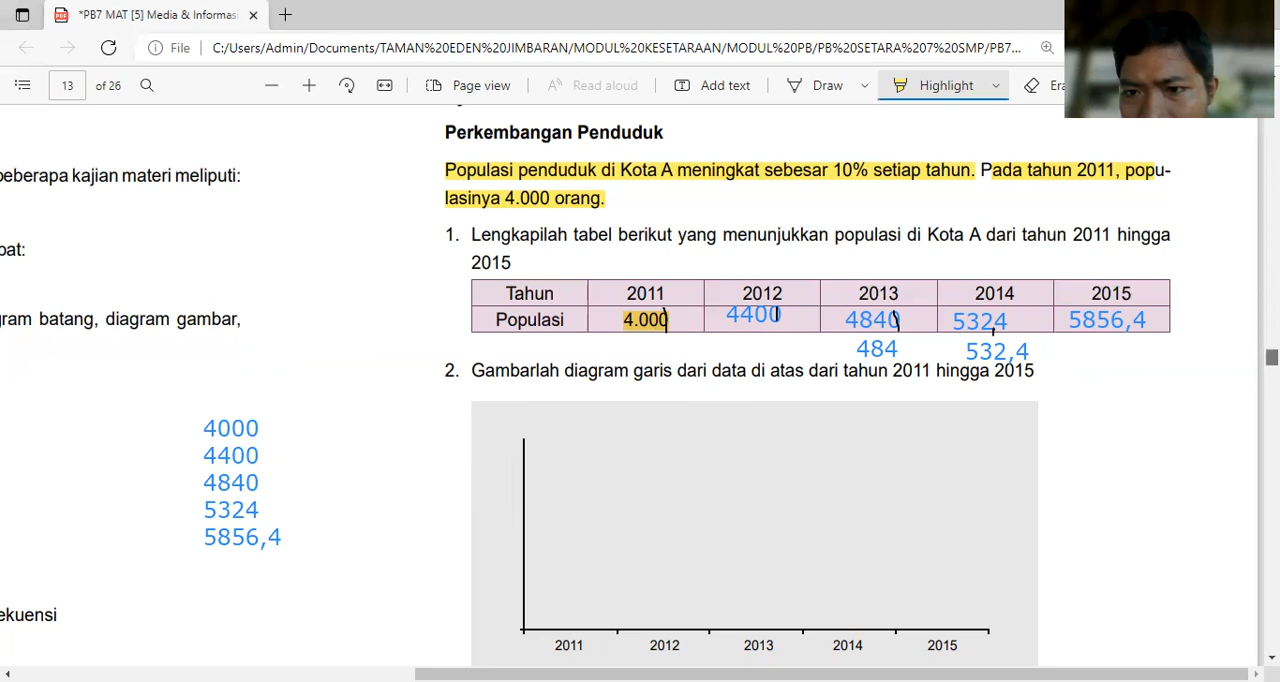 *PB7 MAT [5] Media & Informas
File C:/Users/Admin/Documents/TAMAN%20EDEN%20JIMBARAN/MODUL%20KESETARAAN/MODUL%20PB/PB%20SETARA%207%20SMP/PB7...
13 of 26 Page view Read aloud Add text Draw Highlight Era
beberapa kajian materi meliputi:
pat:
gram batang, diagram gambar,
4000
4400
4840
5324
5856,4
ekuensi
Perkembangan Penduduk
Populasi penduduk di Kota A meningkat sebesar 10% setiap tahun. Pada tahun 2011, popu-
lasinya 4.000 orang.
1. Lengkapilah tabel berikut yang menunjukkan populasi di Kota A dari tahun 2011 hingga
2015
Tahun 2011 2012 2013 2014 2015
Populasi 4.000 4400 4840 5324 5856,4
484 532,4
2. Gambarlah diagram garis dari data di atas dari tahun 2011 hingga 2015
2011 2012 2013 2014 2015